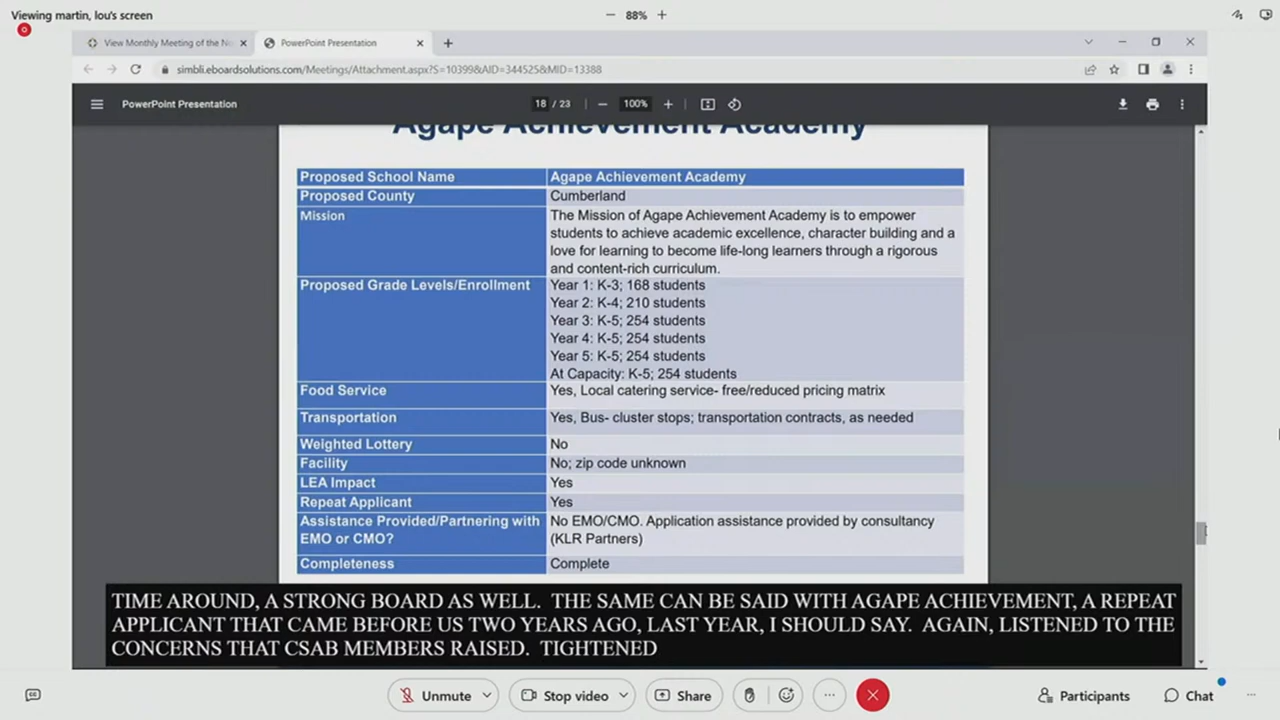 Viewing martin, lou's screen
88%
View Monthly Meeting of the No
PowerPoint Presentation
simbli.eboardsolutions.com/Meetings/Attachment.aspx?S=10399&AID=344525&MID=13388
PowerPoint Presentation
18 / 23
100%
Agape Achievement Academy
Proposed School Name Agape Achievement Academy
Proposed County Cumberland
Mission The Mission of Agape Achievement Academy is to empower
students to achieve academic excellence, character building and a
love for learning to become life-long learners through a rigorous
and content-rich curriculum.
Proposed Grade Levels/Enrollment Year 1: K-3; 168 students
Year 2: K-4; 210 students
Year 3: K-5; 254 students
Year 4: K-5; 254 students
Year 5: K-5; 254 students
At Capacity: K-5; 254 students
Food Service Yes, Local catering service- free/reduced pricing matrix
Transportation Yes, Bus- cluster stops; transportation contracts, as needed
Weighted Lottery No
Facility No; zip code unknown
LEA Impact Yes
Repeat Applicant Yes
Assistance Provided/Partnering with No EMO/CMO. Application assistance provided by consultancy
EMO or CMO? (KLR Partners)
Completeness Complete
TIME AROUND, A STRONG BOARD AS WELL. THE SAME CAN BE SAID WITH AGAPE ACHIEVEMENT, A REPEAT
APPLICANT THAT CAME BEFORE US TWO YEARS AGO, LAST YEAR, I SHOULD SAY. AGAIN, LISTENED TO THE
CONCERNS THAT CSAB MEMBERS RAISED. TIGHTENED
Unmute
Stop video
Share
Participants
Chat